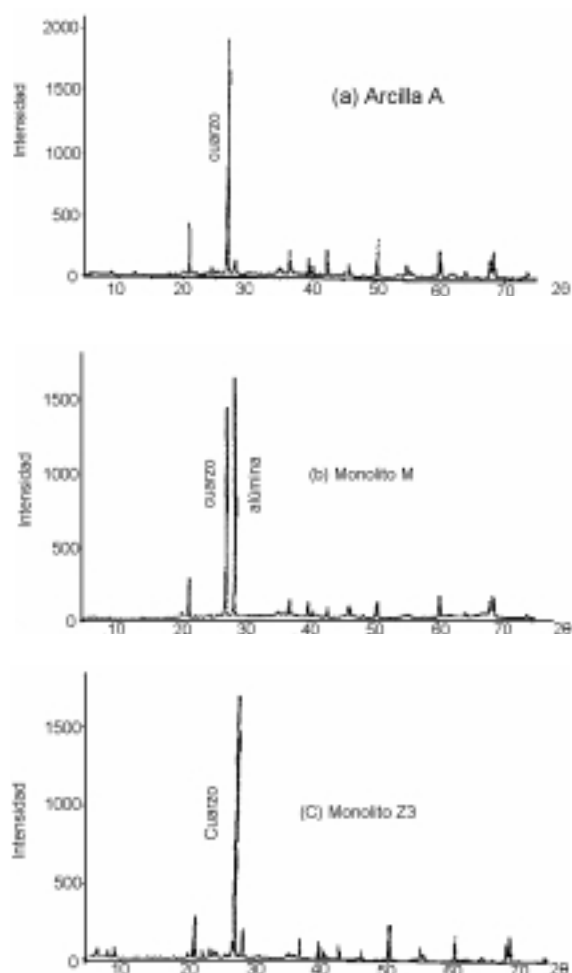 2000
1500
1000
500
0
Intensidad
cuarzo
(a) Arcilla A
10 20 30 40 50 60 70 2θ
1500
1000
500
0
Intensidad
cuarzo
alúmina
(b) Monolito M
10 20 30 40 50 60 70 2θ
1500
1000
500
0
Intensidad
Cuarzo
(C) Monolito Z3
10 20 30 40 50 60 70 2θ